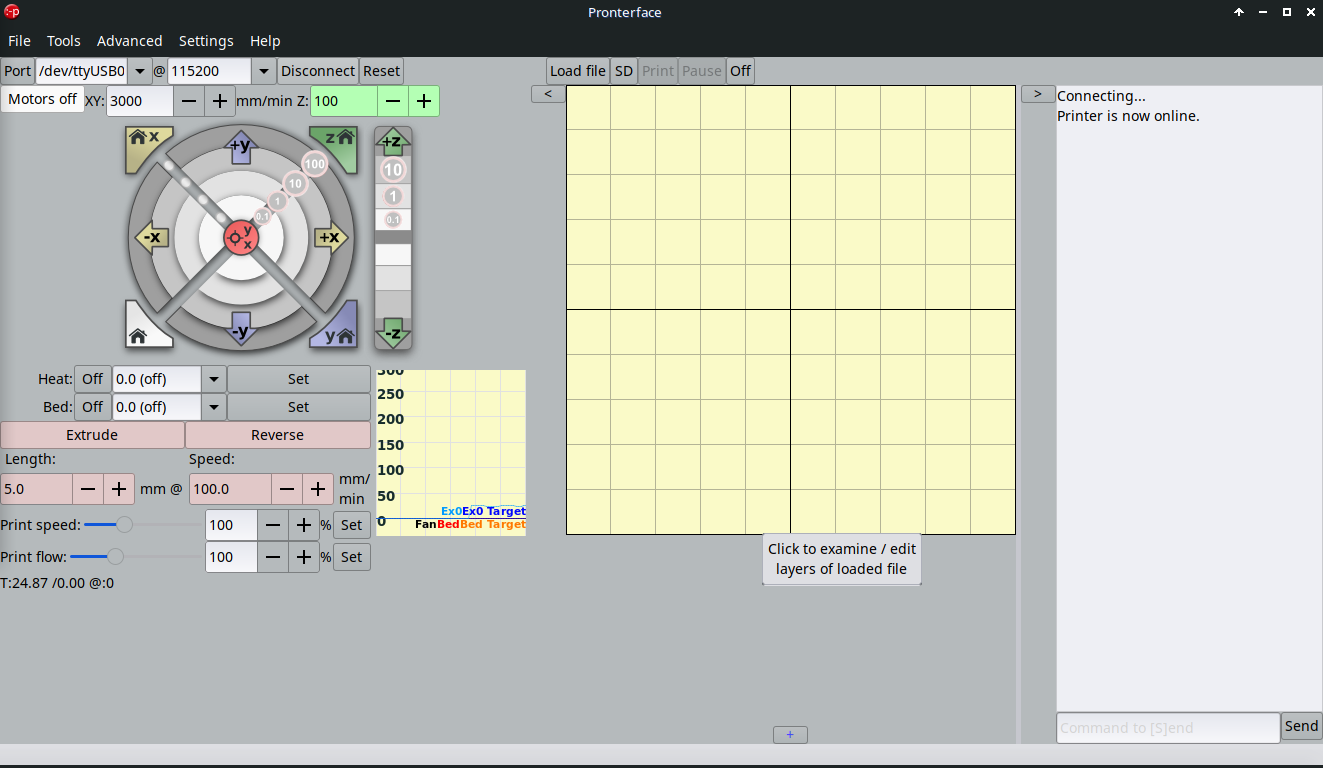 Pronterface
File Tools Advanced Settings Help
Port /dev/ttyUSB0 @ 115200 Disconnect Reset Load file SD Print Pause Off
Motors off XY: 3000 mm/min Z: 100
< >
x +y z +z
100 10 1 0.1
10
1
0.1
-x y x +x
-y y -z
Heat: Off 0.0 (off) Set
Bed: Off 0.0 (off) Set
Extrude Reverse
Length: Speed:
5.0 mm @ 100.0 mm/
min
Print speed: 100 % Set
Print flow: 100 % Set
T:24.87 /0.00 @:0
300
250
200
150
100
50
0
Ex0 Ex0 Target
Fan Bed Bed Target
Click to examine / edit
layers of loaded file
+
Connecting...
Printer is now online.
Command to [S]end Send